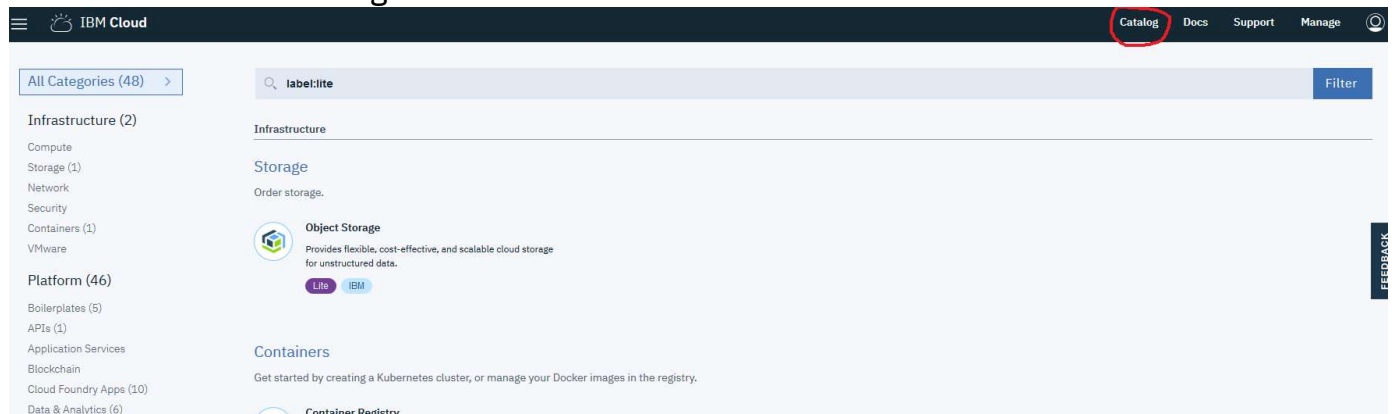 IBM Cloud
Catalog Docs Support Manage
All Categories (48) >
label:lite
Filter
Infrastructure (2)
Compute
Storage (1)
Network
Security
Containers (1)
VMware
Platform (46)
Boilerplates (5)
APIs (1)
Application Services
Blockchain
Cloud Foundry Apps (10)
Data & Analytics (6)
Infrastructure
Storage
Order storage.
Object Storage
Provides flexible, cost-effective, and scalable cloud storage
for unstructured data.
Lite IBM
Containers
Get started by creating a Kubernetes cluster, or manage your Docker images in the registry.
Container Registry
FEEDBACK